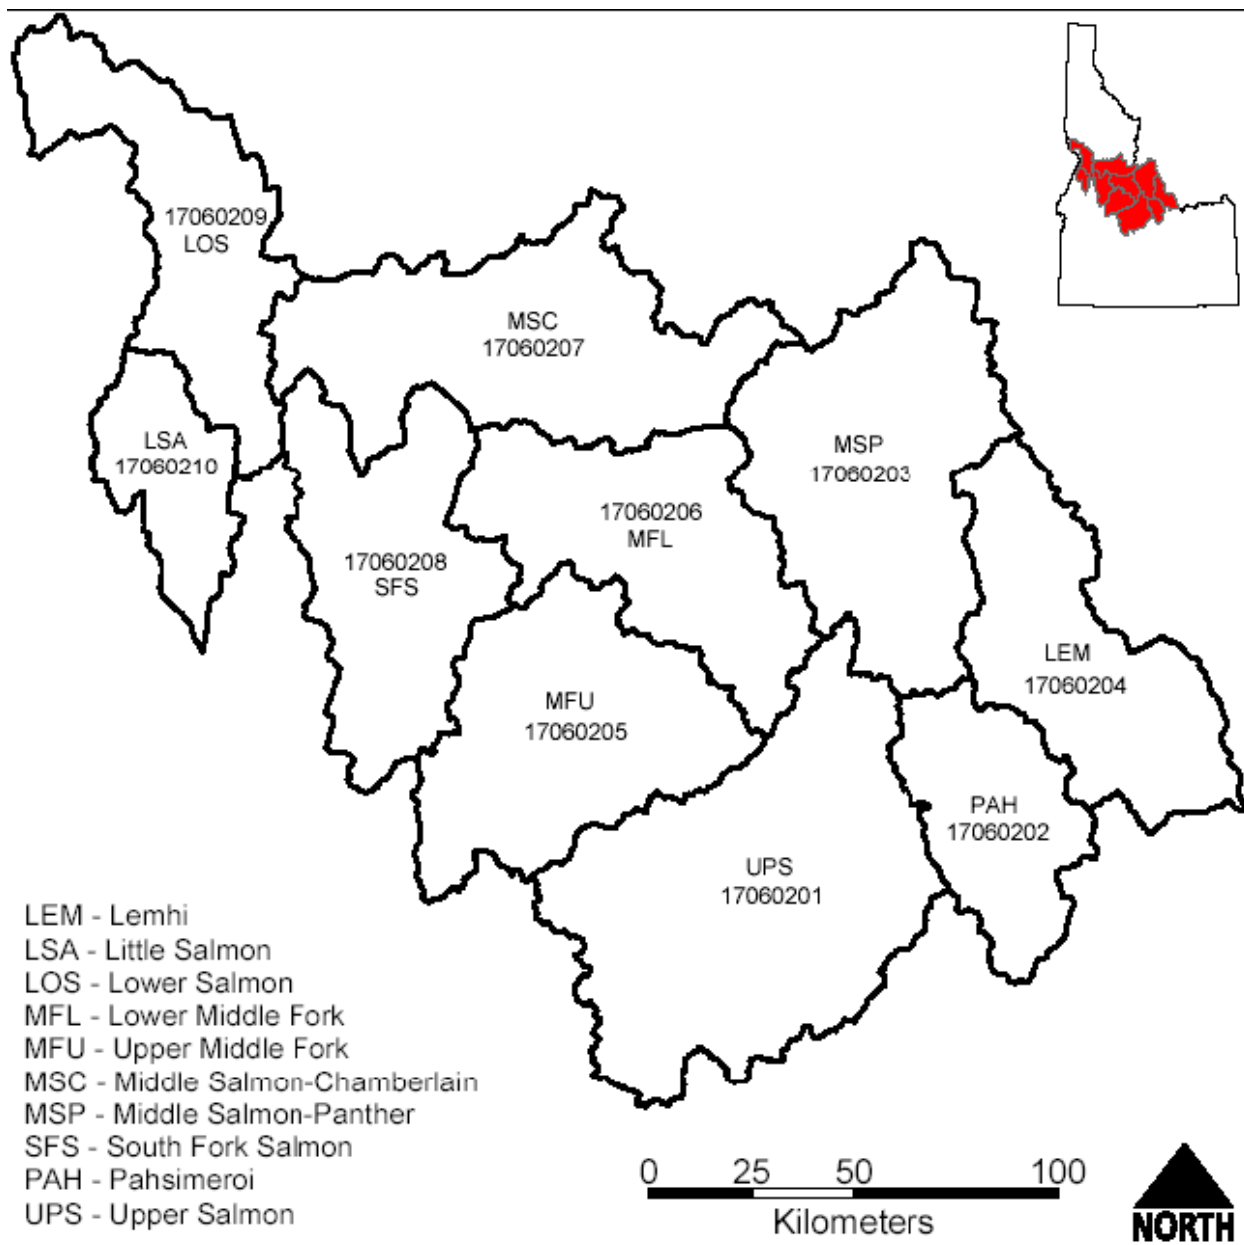 17060209
LOS
MSC
17060207
LSA
17060210
MSP
17060203
17060206
MFL
17060208
SFS
LEM
17060204
MFU
17060205
PAH
17060202
UPS
17060201
LEM - Lemhi
LSA - Little Salmon
LOS - Lower Salmon
MFL - Lower Middle Fork
MFU - Upper Middle Fork
MSC - Middle Salmon-Chamberlain
MSP - Middle Salmon-Panther
SFS - South Fork Salmon
PAH - Pahsimeroi
UPS - Upper Salmon
0 25 50 100
Kilometers
NORTH